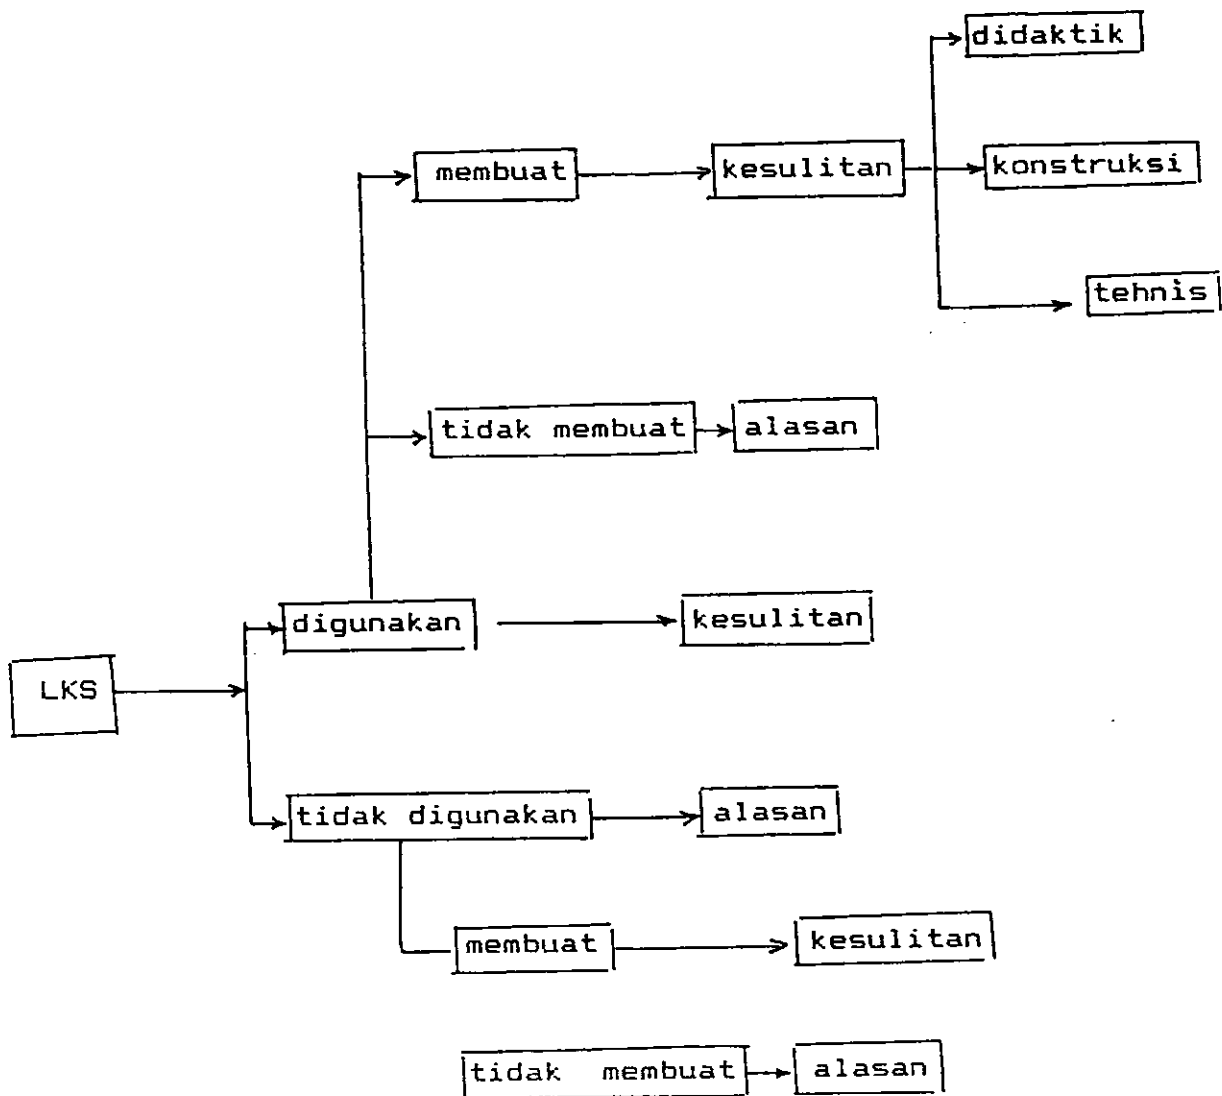 didaktik
membuat
kesulitan
konstruksi
tehnis
tidak membuat
alasan
digunakan
kesulitan
LKS
tidak digunakan
alasan
membuat
kesulitan
tidak membuat
alasan